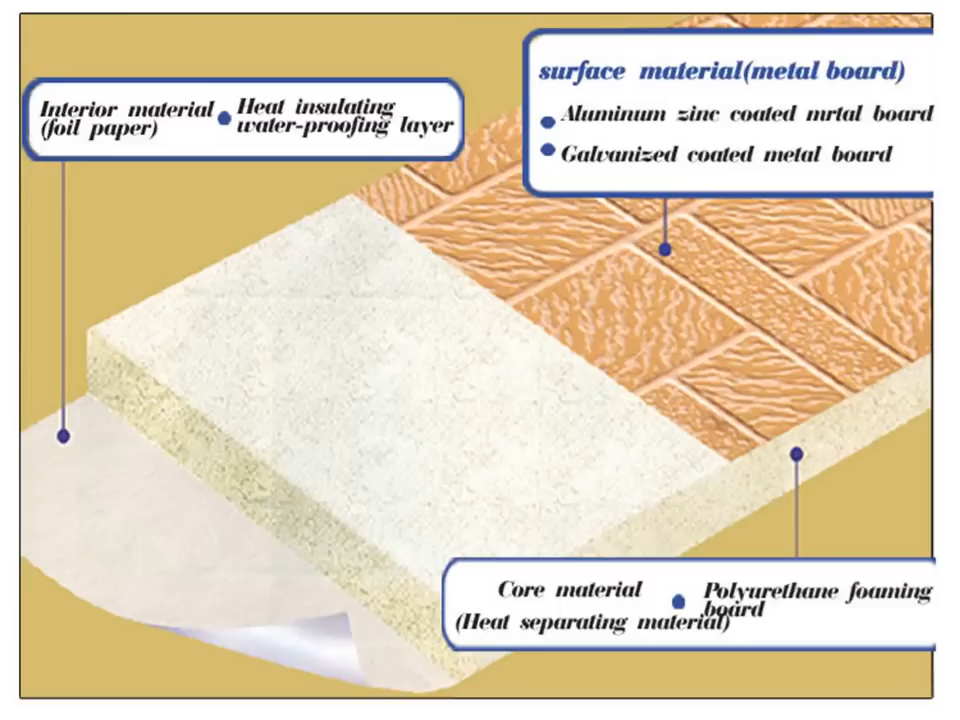 surface material(metal board)
Aluminum zinc coated mrtal board
Galvanized coated metal board
Interior material
(foil paper)
Heat insulating
water-proofing layer
Core material
(Heat separating material)
Polyurethane foaming
board